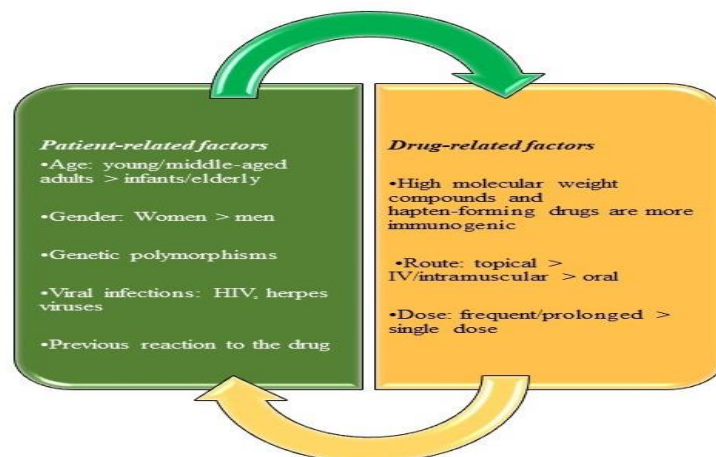 Patient-related factors
•Age: young/middle-aged
adults > infants/elderly
•Gender: Women > men
•Genetic polymorphisms
•Viral infections: HIV, herpes
viruses
•Previous reaction to the drug
Drug-related factors
•High molecular weight
compounds and
hapten-forming drugs are more
immunogenic
•Route: topical >
IV/intramuscular > oral
•Dose: frequent/prolonged >
single dose